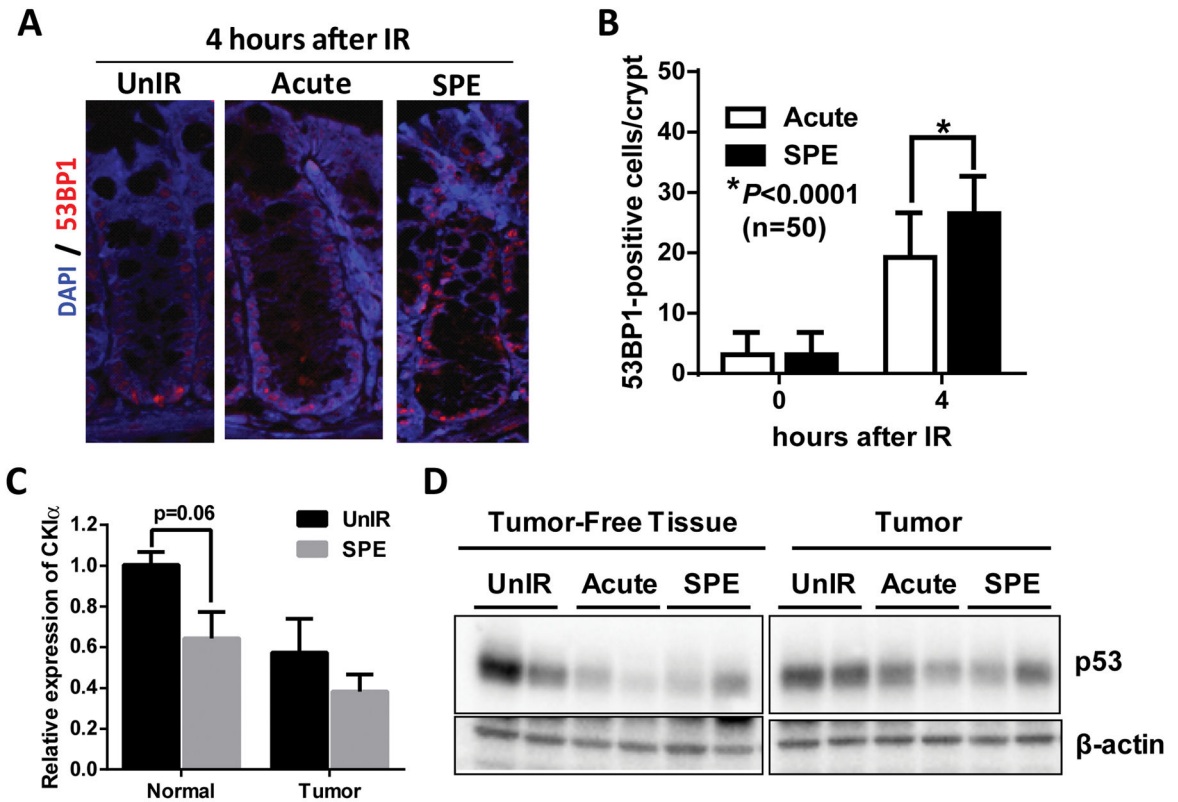 A
4 hours after IR
UnIR Acute SPE
DAPI / 53BP1
B
53BP1-positive cells/crypt
50
40
30
20
10
0
Acute
SPE
*P<0.0001
(n=50)
*
0 4
hours after IR
C
Relative expression of CKIα
1.2
1.0
0.8
0.6
0.4
0.2
0.0
p=0.06
UnIR
SPE
Normal Tumor
D
Tumor-Free Tissue Tumor
UnIR Acute SPE UnIR Acute SPE
p53
β-actin